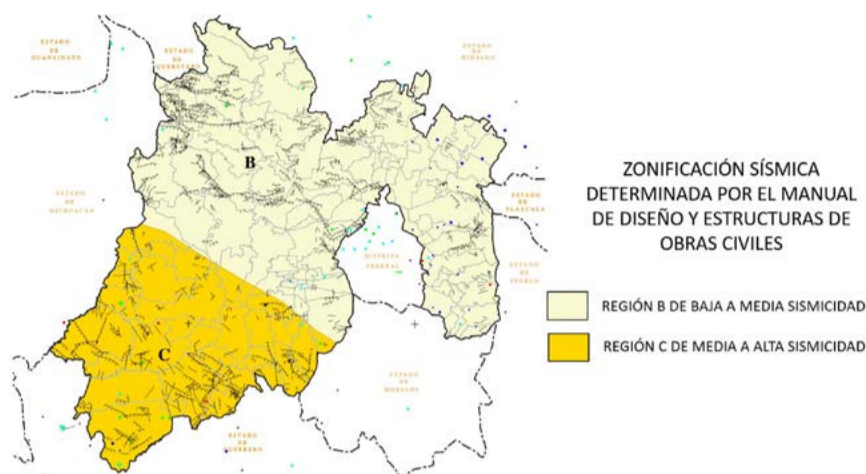 ESTADO
DE
GUANAJUATO
ESTADO
DE
QUERETARO
ESTADO
DE
HIDALGO
B
ZONIFICACIÓN SÍSMICA
DETERMINADA POR EL MANUAL
DE DISEÑO Y ESTRUCTURAS DE
OBRAS CIVILES
ESTADO
DE
MICHOACAN
ESTADO
DE
TLAXCALA
DISTRITO
FEDERAL
ESTADO
DE
PUEBLA
REGIÓN B DE BAJA A MEDIA SISMICIDAD
REGIÓN C DE MEDIA A ALTA SISMICIDAD
C
ESTADO
DE
MORELOS
ESTADO
DE
GUERRERO